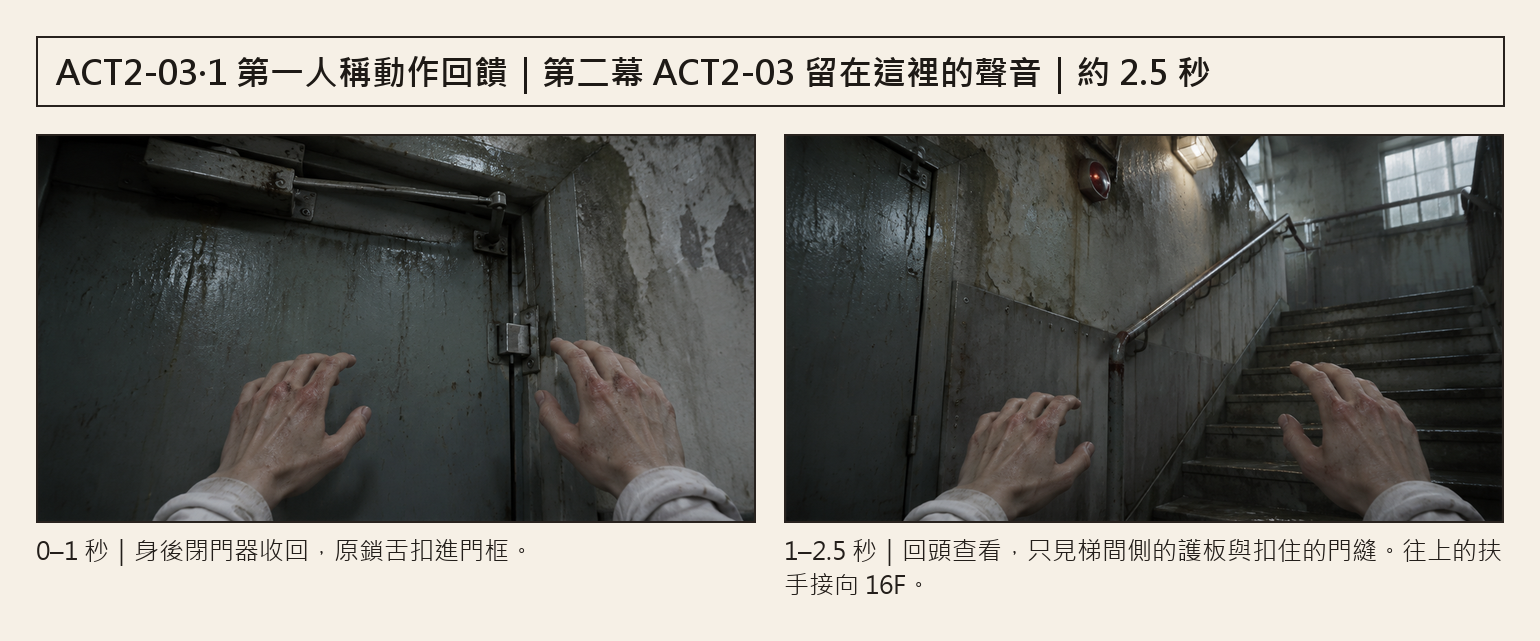 ACT2-03·1 第一人稱動作回饋｜第二幕 ACT2-03 留在這裡的聲音｜約 2.5 秒
0–1 秒｜身後閉門器收回，原鎖舌扣進門框。
1–2.5 秒｜回頭查看，只見梯間側的護板與扣住的門縫。往上的扶
手接向 16F。